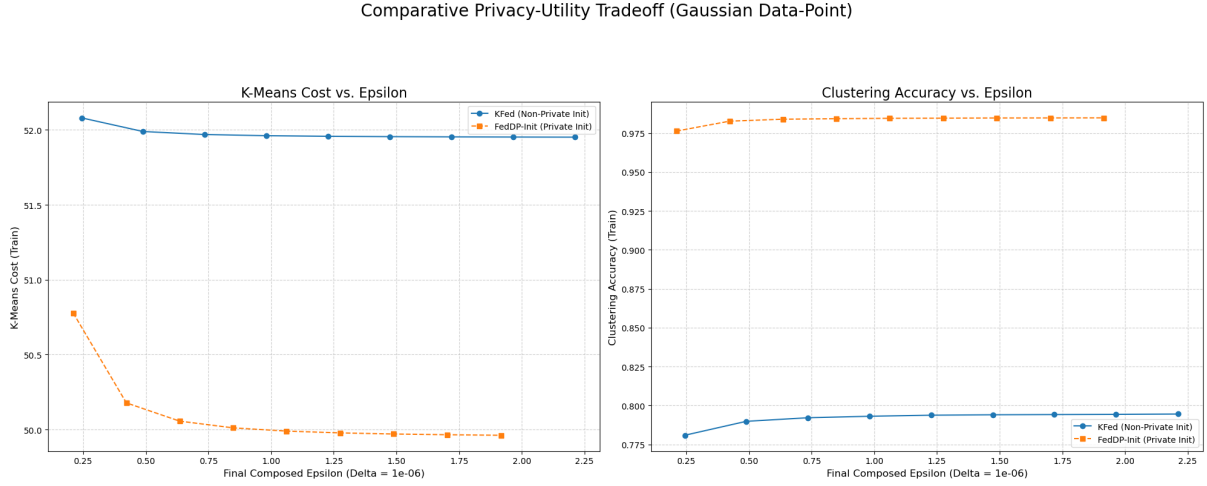 Comparative Privacy-Utility Tradeoff (Gaussian Data-Point)
K-Means Cost vs. Epsilon
K-Means Cost (Train)
52.0
51.5
51.0
50.5
50.0
KFed (Non-Private Init)
FedDP-Init (Private Init)
0.25 0.50 0.75 1.00 1.25 1.50 1.75 2.00 2.25
Final Composed Epsilon (Delta = 1e-06)
Clustering Accuracy vs. Epsilon
Clustering Accuracy (Train)
0.975
0.950
0.925
0.900
0.875
0.850
0.825
0.800
0.775
KFed (Non-Private Init)
FedDP-Init (Private Init)
0.25 0.50 0.75 1.00 1.25 1.50 1.75 2.00 2.25
Final Composed Epsilon (Delta = 1e-06)